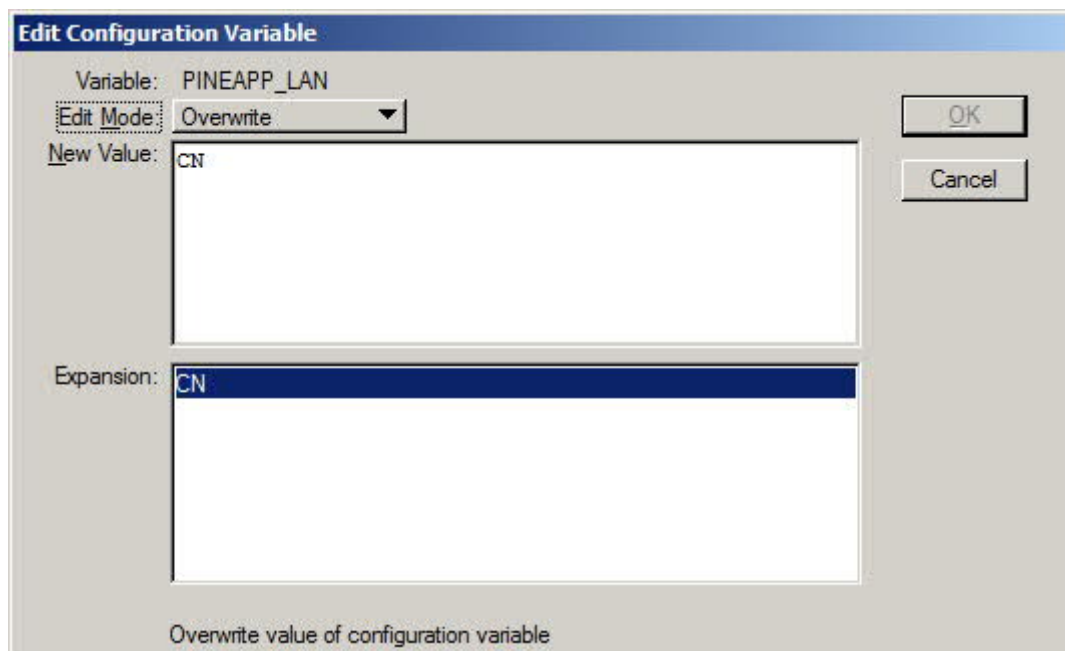 Edit Configuration Variable
Variable: PINEAPP_LAN
Edit Mode: Overwrite
OK
New Value: CN
Cancel
Expansion: CN
Overwrite value of configuration variable